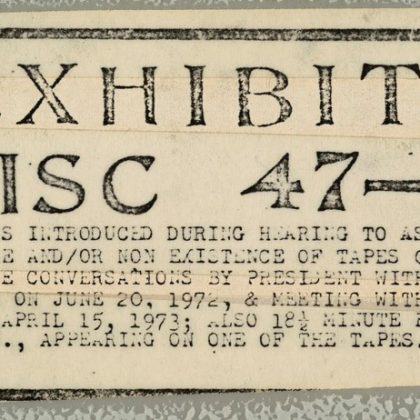 EXHIBIT
ISC 47-
S INTRODUCED DURING HEARING TO AS
E AND/OR NON EXISTENCE OF TAPES O
E CONVERSATIONS BY PRESIDENT WITH
ON JUNE 20, 1972, & MEETING WITH
APRIL 15, 1973; ALSO 18½ MINUTE
., APPEARING ON ONE OF THE TAPES,